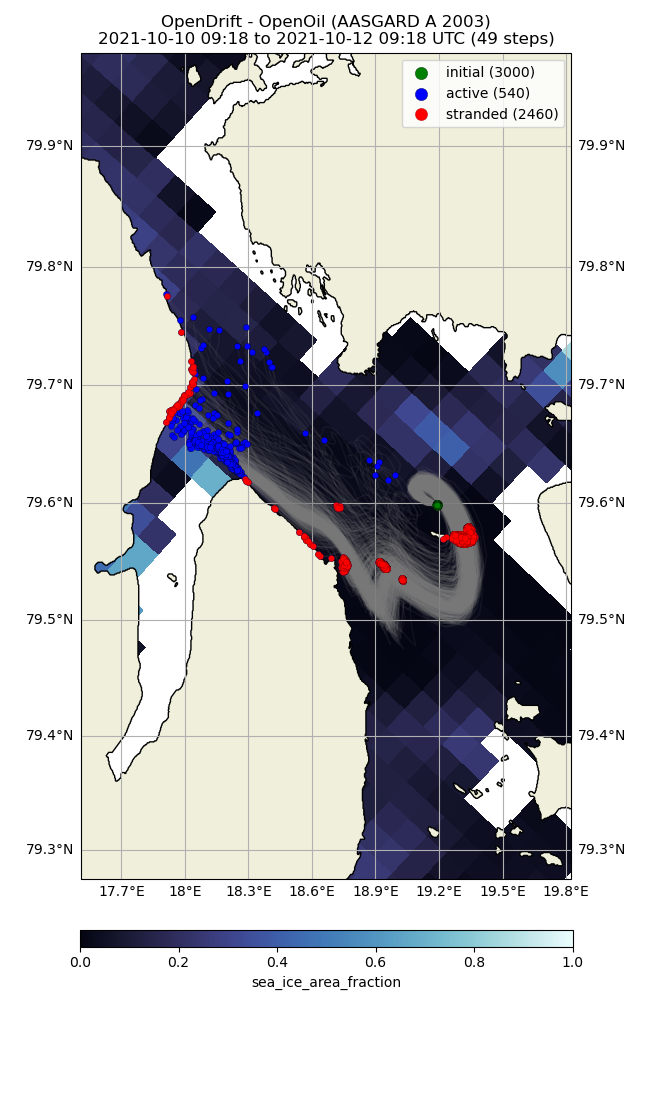 OpenDrift - OpenOil (AASGARD A 2003)
2021-10-10 09:18 to 2021-10-12 09:18 UTC (49 steps)
initial (3000)
active (540)
stranded (2460)
79.9°N 79.9°N
79.8°N 79.8°N
79.7°N 79.7°N
79.6°N 79.6°N
79.5°N 79.5°N
79.4°N 79.4°N
79.3°N 79.3°N
17.7°E 18°E 18.3°E 18.6°E 18.9°E 19.2°E 19.5°E 19.8°E
0.0 0.2 0.4 0.6 0.8 1.0
sea_ice_area_fraction